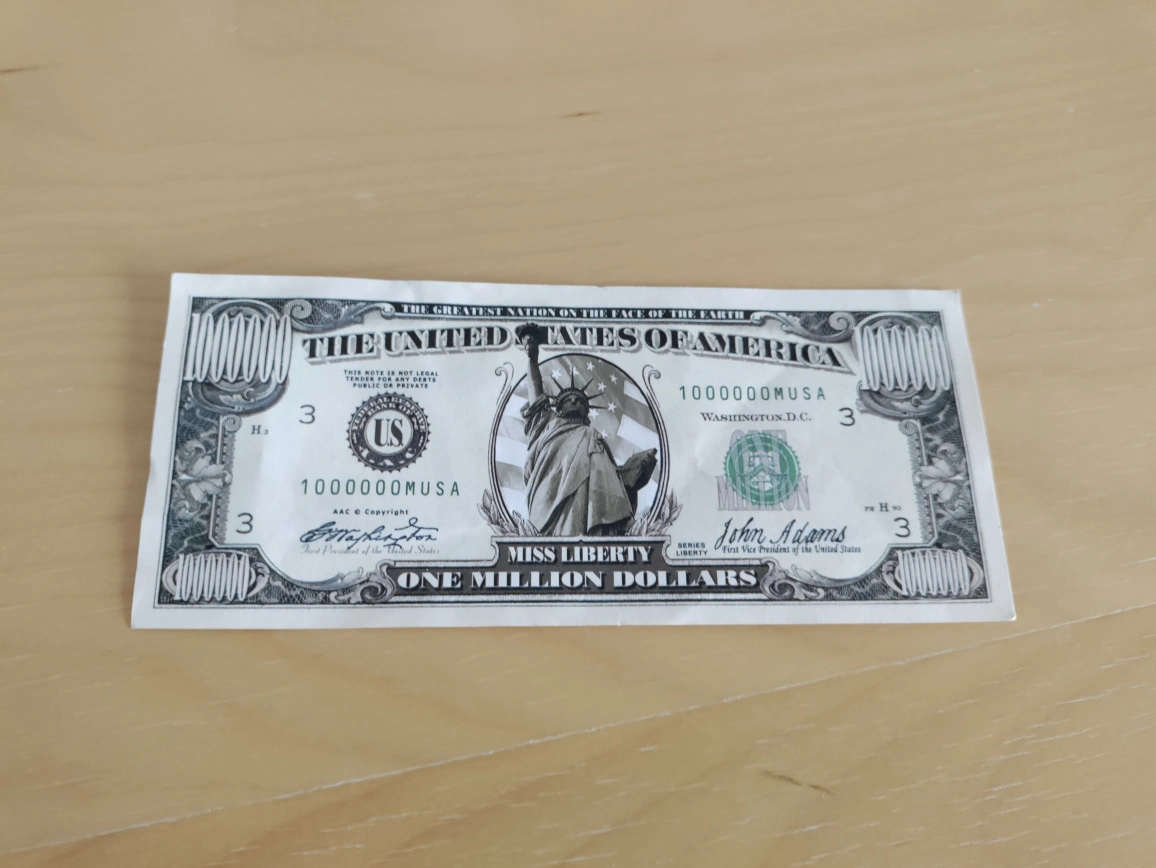 THE GREATEST NATION ON THE FACE OF THE EARTH
THE UNITED STATES OF AMERICA
1000000
1000000
THIS NOTE IS NOT LEGAL
TENDER FOR ANY DEBTS
PUBLIC OR PRIVATE
3
H3
US
1000000MUSA
WASHINGTON, D.C.
3
ONE
MILLION
1000000MUSA
AAC © Copyright
3
G Washington
First President of the United States
SERIES
LIBERTY
John Adams
First Vice President of the United States
H
3
MISS LIBERTY
1000000
ONE MILLION DOLLARS
1000000